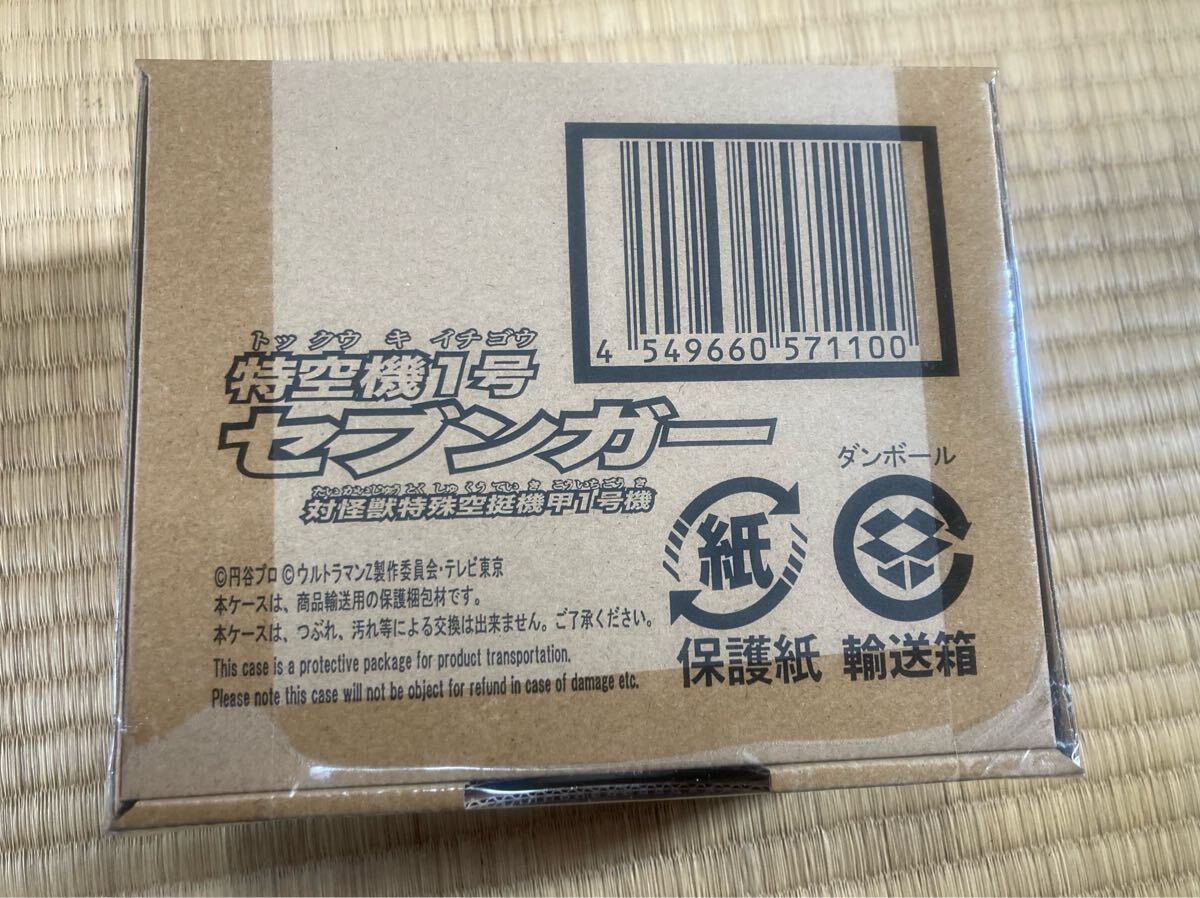 4 549660 571100
トックウ キ イチゴウ
特空機1号
セブンガー
たいかいじゅうとくしゅくうていきこういちごうき
対怪獣特殊空挺機甲1号機
ダンボール
紙
保護紙 輸送箱
©円谷プロ ©ウルトラマンZ製作委員会・テレビ東京
本ケースは、商品輸送用の保護梱包材です。
本ケースは、つぶれ、汚れ等による交換は出来ません。ご了承ください。
This case is a protective package for product transportation.
Please note this case will not be object for refund in case of damage etc.